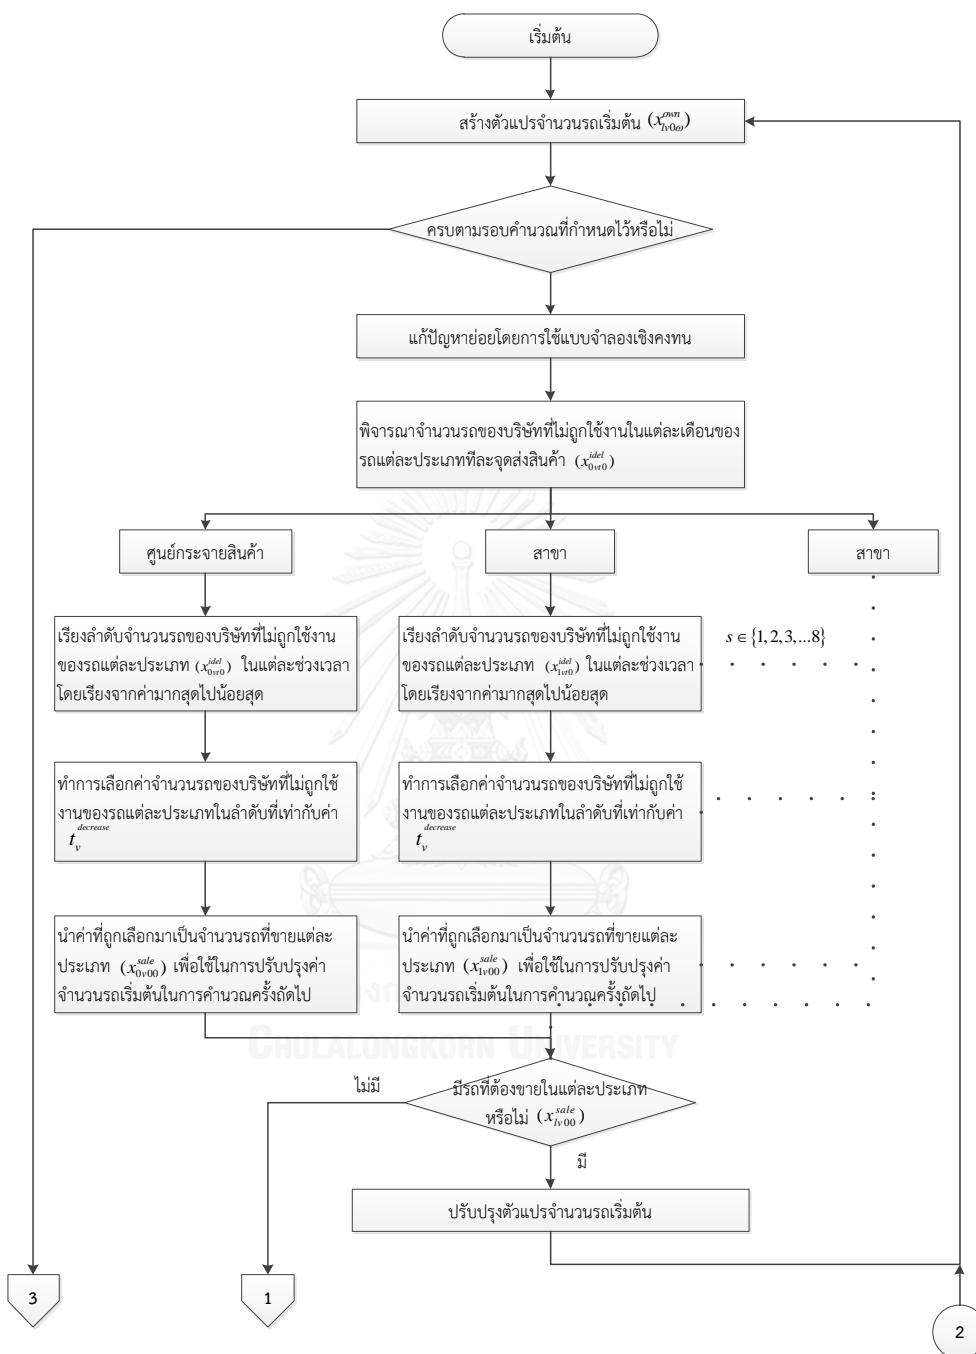 เริ่มต้น
สร้างตัวแปรจำนวนรถเริ่มต้น (x_{lv0ω}^{own})
ครบตามรอบคำนวณที่กำหนดไว้หรือไม่
แก้ปัญหาย่อยโดยการใช้แบบจำลองเชิงคงทน
พิจารณาจำนวนรถของบริษัทที่ไม่ถูกใช้งานในแต่ละเดือนของ
รถแต่ละประเภททีละจุดส่งสินค้า (x_{0vt0}^{idel})
ศูนย์กระจายสินค้า
สาขา
สาขา
เรียงลำดับจำนวนรถของบริษัทที่ไม่ถูกใช้งาน
ของรถแต่ละประเภท (x_{0vt0}^{idel}) ในแต่ละช่วงเวลา
โดยเรียงจากค่ามากสุดไปน้อยสุด
เรียงลำดับจำนวนรถของบริษัทที่ไม่ถูกใช้งาน
ของรถแต่ละประเภท (x_{1vt0}^{idel}) ในแต่ละช่วงเวลา
โดยเรียงจากค่ามากสุดไปน้อยสุด
s ∈ {1,2,3,...8}
ทำการเลือกค่าจำนวนรถของบริษัทที่ไม่ถูกใช้
งานของรถแต่ละประเภทในลำดับที่เท่ากับค่า
t_v^{decrease}
ทำการเลือกค่าจำนวนรถของบริษัทที่ไม่ถูกใช้
งานของรถแต่ละประเภทในลำดับที่เท่ากับค่า
t_v^{decrease}
นำค่าที่ถูกเลือกมาเป็นจำนวนรถที่ขายแต่ละ
ประเภท (x_{0v00}^{sale}) เพื่อใช้ในการปรับปรุงค่า
จำนวนรถเริ่มต้นในการคำนวณครั้งถัดไป
นำค่าที่ถูกเลือกมาเป็นจำนวนรถที่ขายแต่ละ
ประเภท (x_{1v00}^{sale}) เพื่อใช้ในการปรับปรุงค่า
จำนวนรถเริ่มต้นในการคำนวณครั้งถัดไป
CHULALONGKORN UNIVERSITY
ไม่มี
มีรถที่ต้องขายในแต่ละประเภท
หรือไม่ (x_{lv00}^{sale})
มี
ปรับปรุงตัวแปรจำนวนรถเริ่มต้น
3
1
2